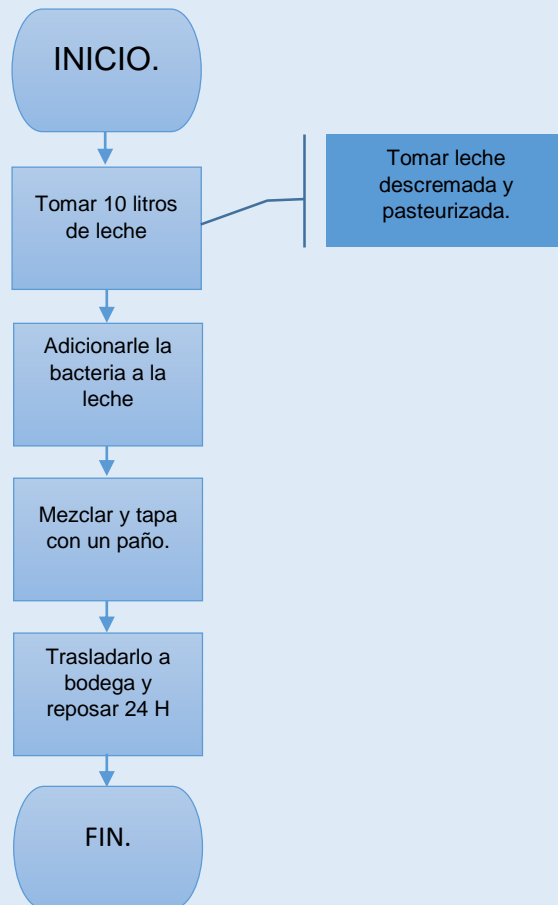 INICIO.
Tomar 10 litros
de leche
Tomar leche
descremada y
pasteurizada.
Adicionarle la
bacteria a la
leche
Mezclar y tapa
con un paño.
Trasladarlo a
bodega y
reposar 24 H
FIN.